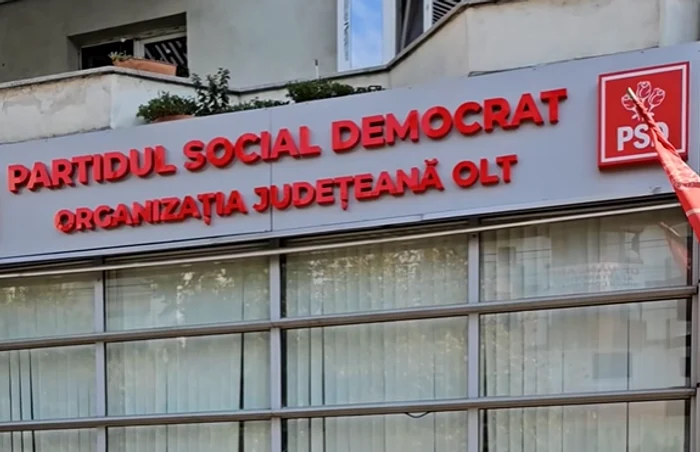 PARTIDUL SOCIAL DEMOCRAT
ORGANIZAȚIA JUDEȚEANĂ OLT
PSD